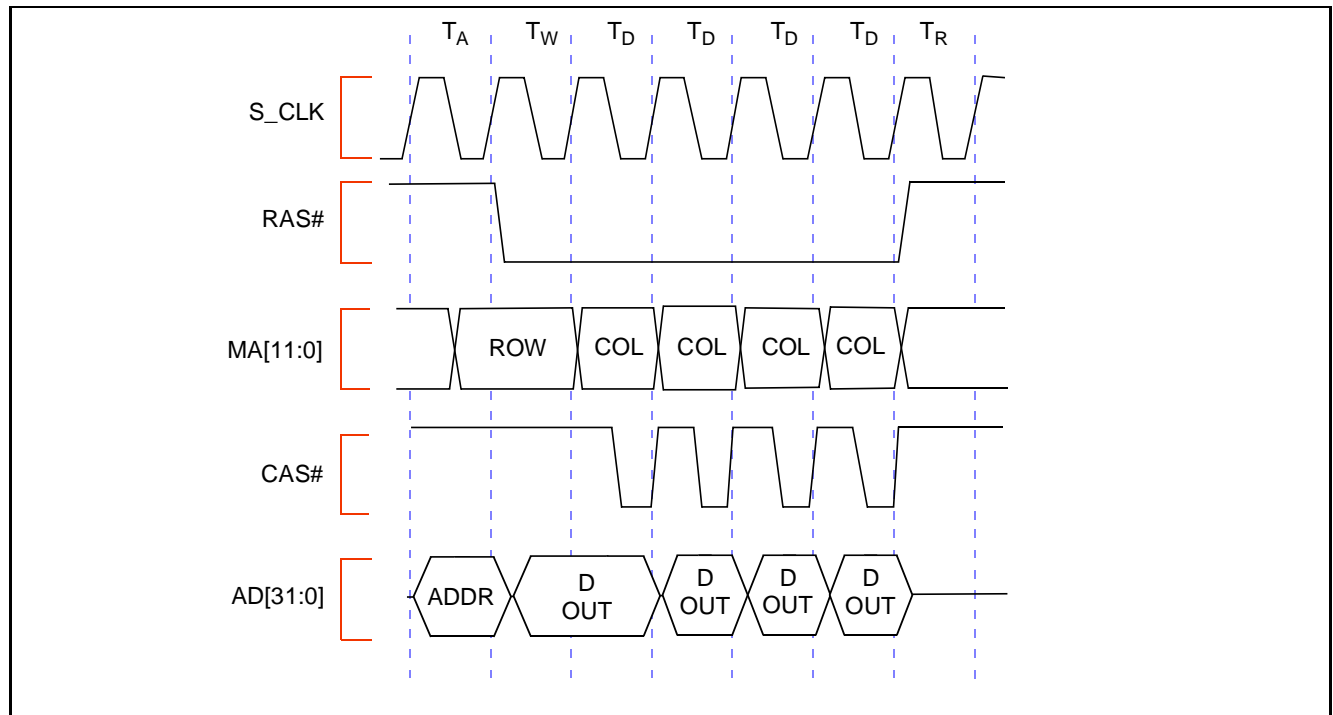 T_A T_W T_D T_D T_D T_D T_R
S_CLK
RAS#
MA[11:0] ROW COL COL COL COL
CAS#
AD[31:0] ADDR D OUT D OUT D OUT D OUT